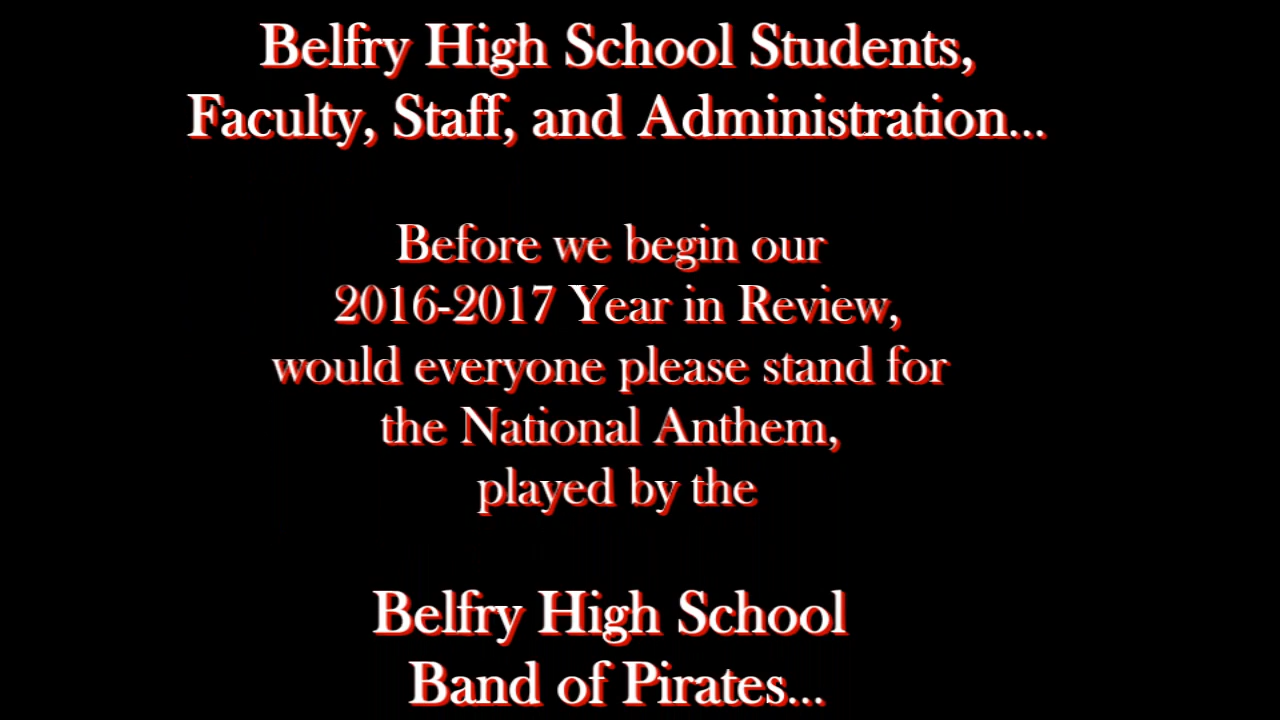 Belfry High School Students,
Faculty, Staff, and Administration...
Before we begin our
2016-2017 Year in Review,
would everyone please stand for
the National Anthem,
played by the
Belfry High School
Band of Pirates...